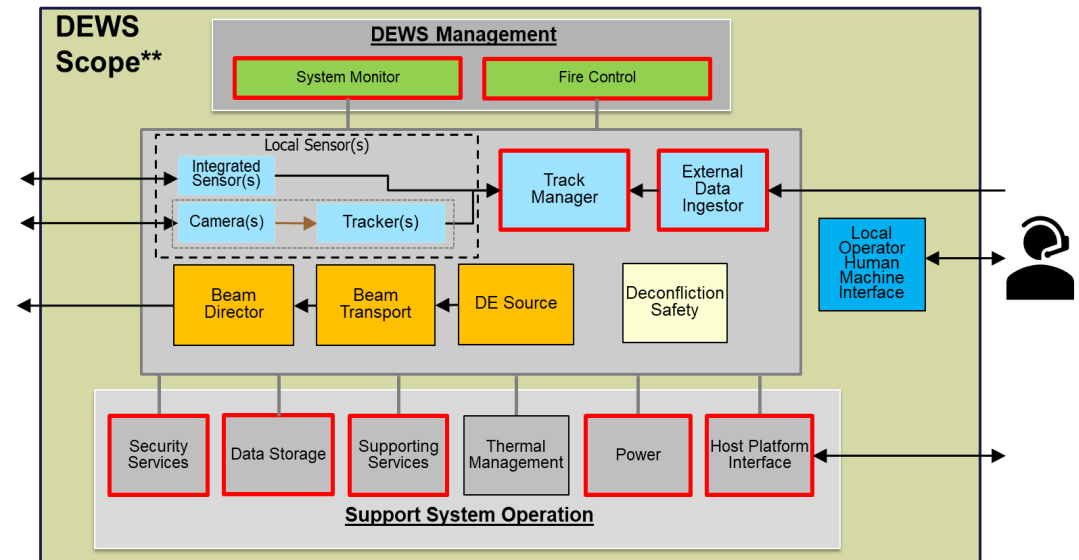 DEWS
Scope**
DEWS Management
System Monitor
Fire Control
Local Sensor(s)
Integrated
Sensor(s)
Camera(s)
Tracker(s)
Track
Manager
External
Data
Ingestor
Local
Operator
Human
Machine
Interface
Beam
Director
Beam
Transport
DE Source
Deconfliction
Safety
Security
Services
Data Storage
Supporting
Services
Thermal
Management
Power
Host Platform
Interface
Support System Operation